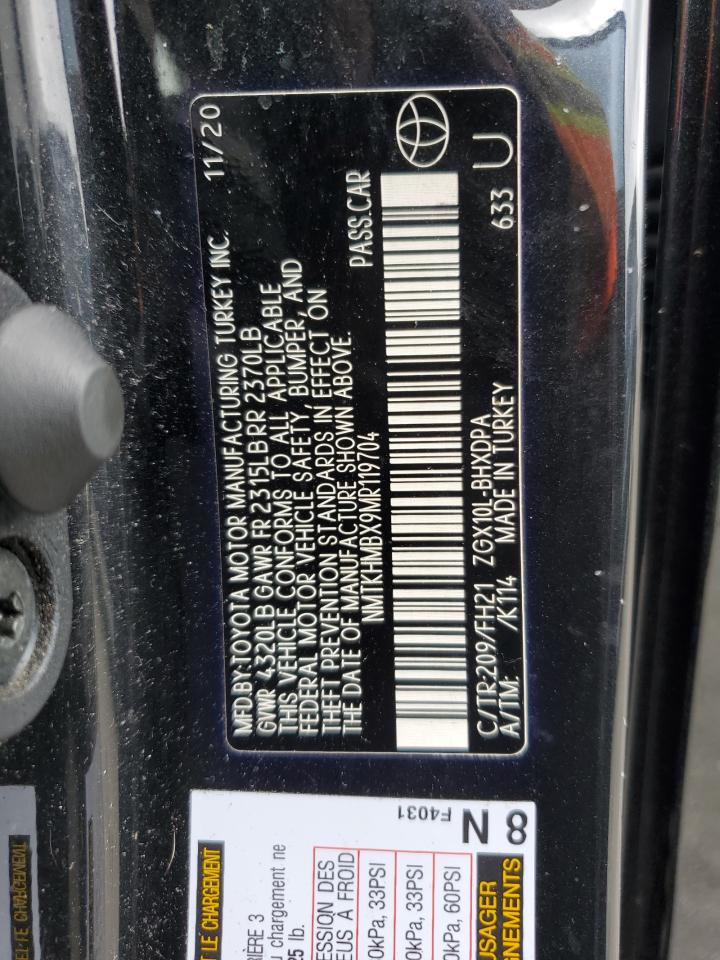 MFD.BY:TOYOTA MOTOR MANUFACTURING TURKEY INC. 11/20
GVWR 4320LB GAWR FR 2315LB RR 2370LB
THIS VEHICLE CONFORMS TO ALL APPLICABLE
FEDERAL MOTOR VEHICLE SAFETY, BUMPER, AND
THEFT PREVENTION STANDARDS IN EFFECT ON
THE DATE OF MANUFACTURE SHOWN ABOVE.
NMTKHMBX9MR119704 PASS.CAR
C/TR:209/FH21 ZGX10L-BHXDPA 633 U
A/TM: /K114 MADE IN TURKEY
T LE CHARGEMENT
IÈRE 3
u chargement ne
25 lb.
ESSION DES
EUS À FROID
0kPa, 33PSI
0kPa, 33PSI
0kPa, 60PSI
USAGER
GNEMENTS
8 N
F4031